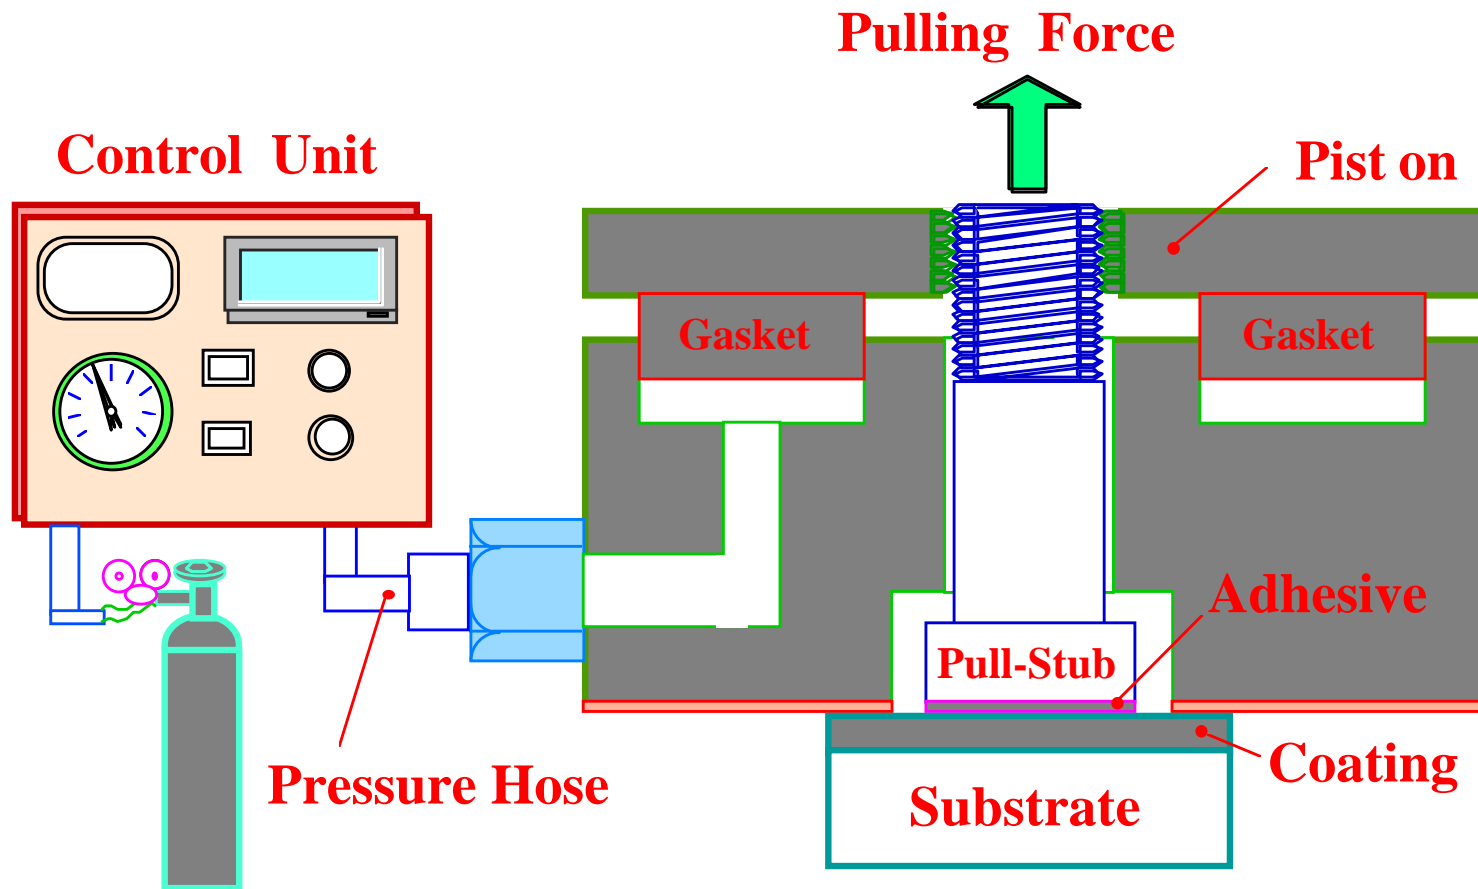 Pulling Force
Control Unit
Pist on
Gasket
Gasket
Adhesive
Pull-Stub
Coating
Pressure Hose
Substrate